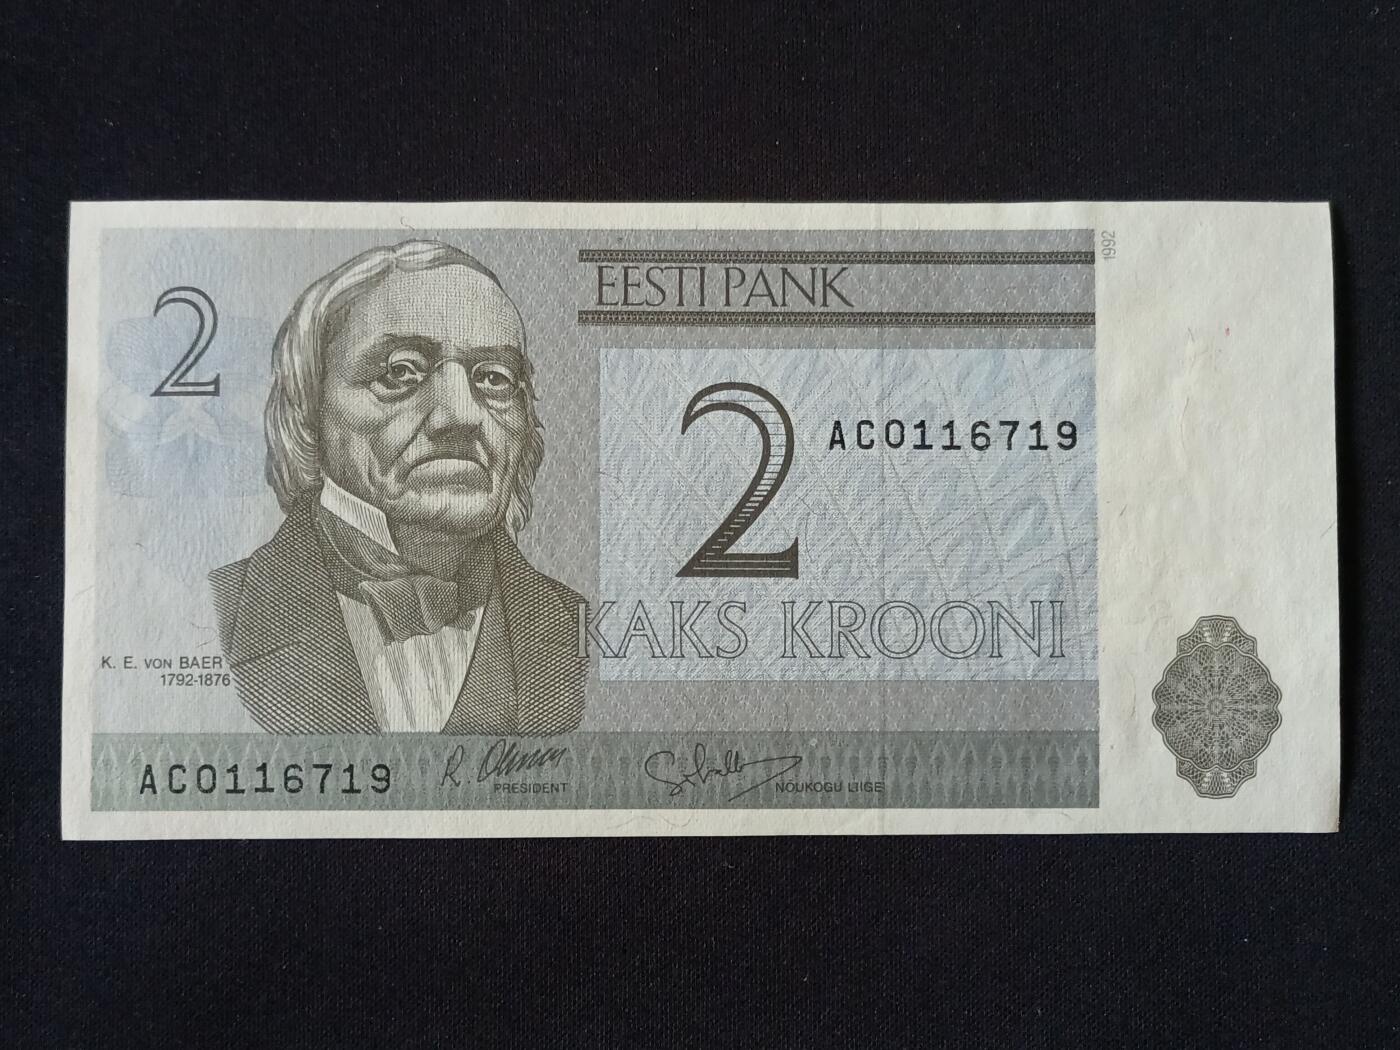 1992
EESTI PANK
2
2
AC0116719
KAKS KROONI
K. E. VON BAER
1792-1876
AC0116719
PRESIDENT
NÕUKOGU LIIGE